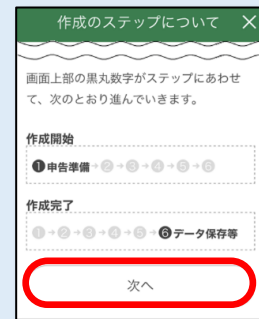 作成のステップについて ×
画面上部の黒丸数字がステップにあわせ
て、次のとおり進んでいきます。
作成開始
❶申告準備→②→③→④→⑤→⑥
作成完了
①→②→③→④→⑤→❻データ保存等
次へ